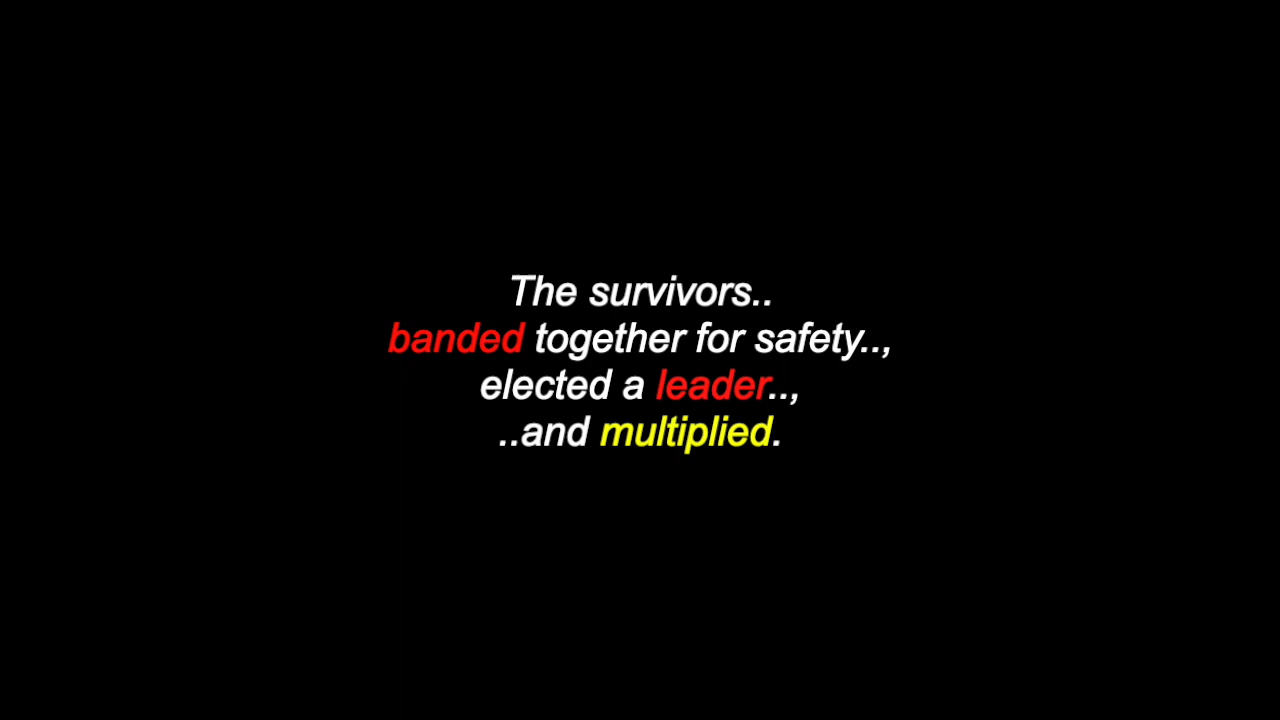 The survivors..
banded together for safety..,
elected a leader..,
..and multiplied.